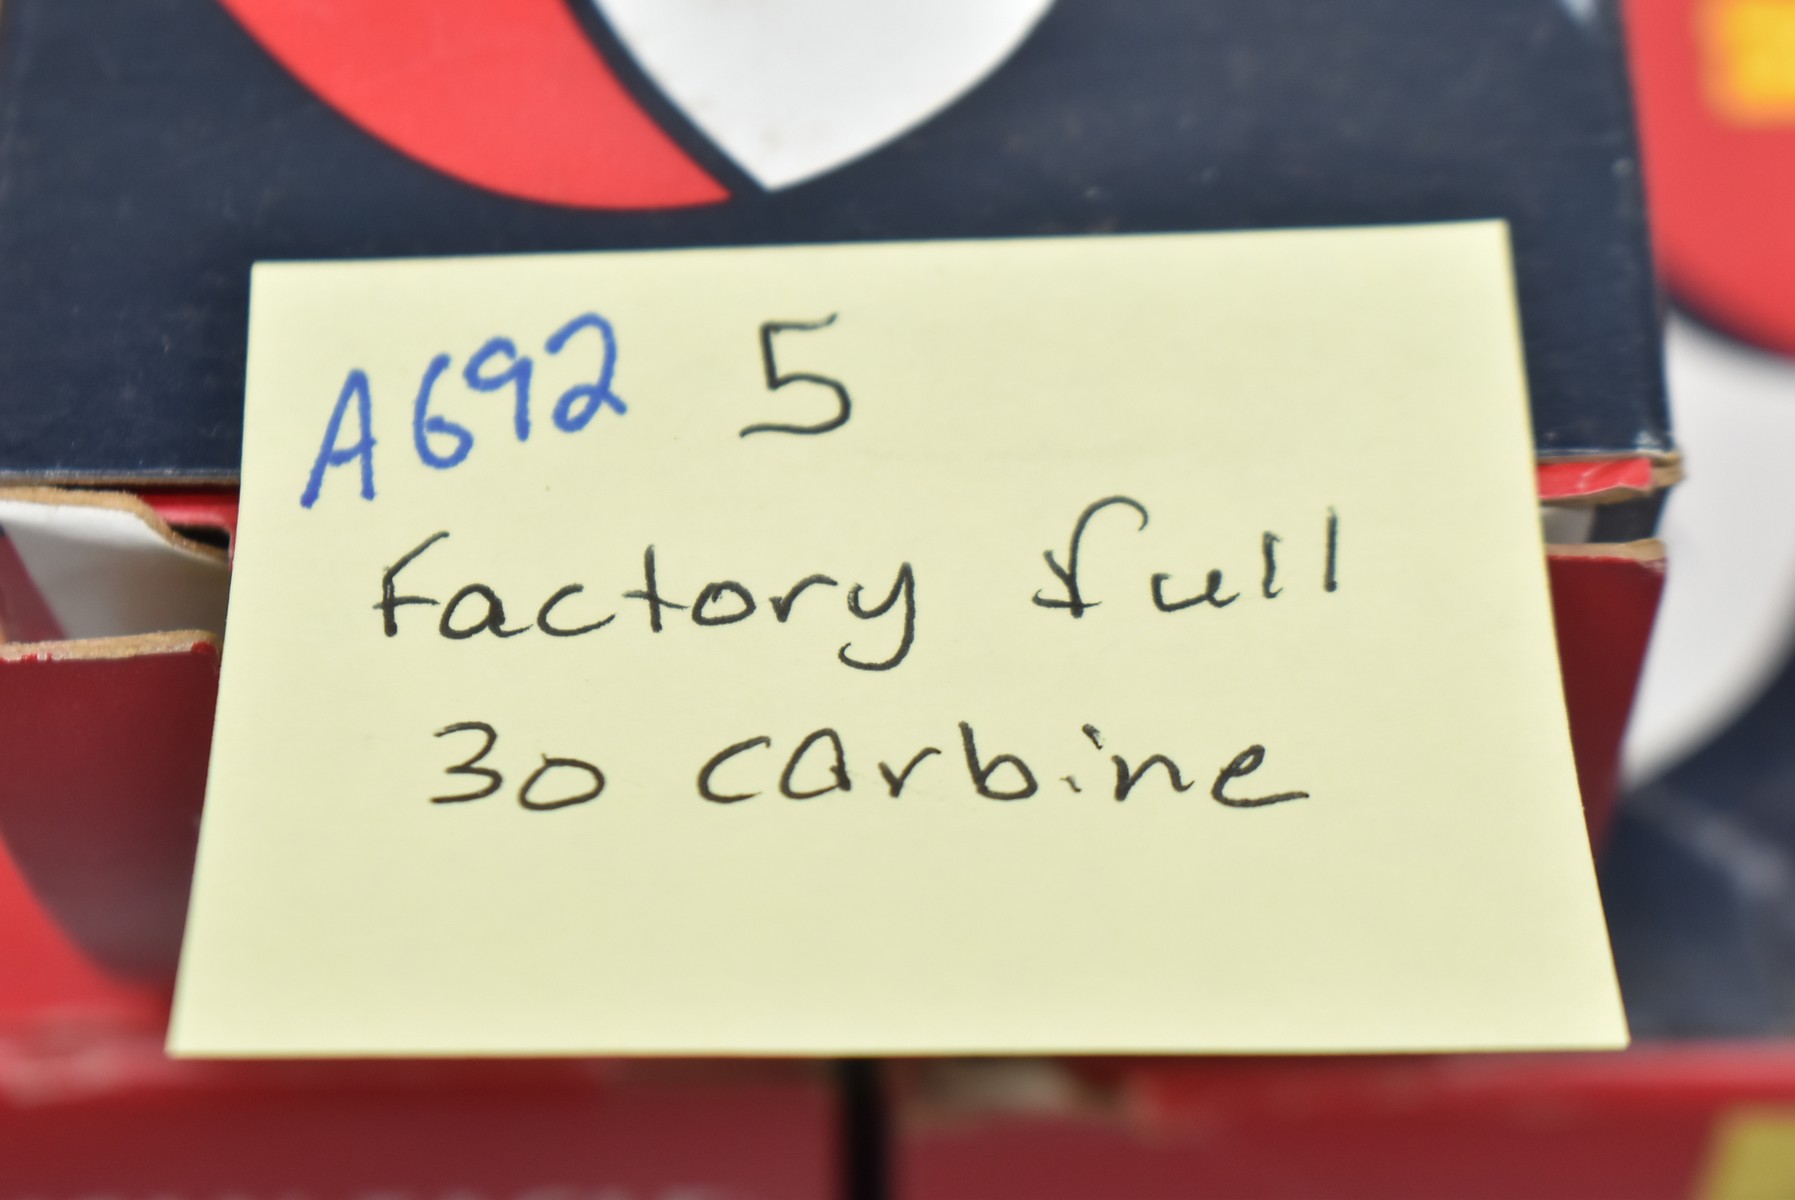 A692 5
Factory full
30 carbine